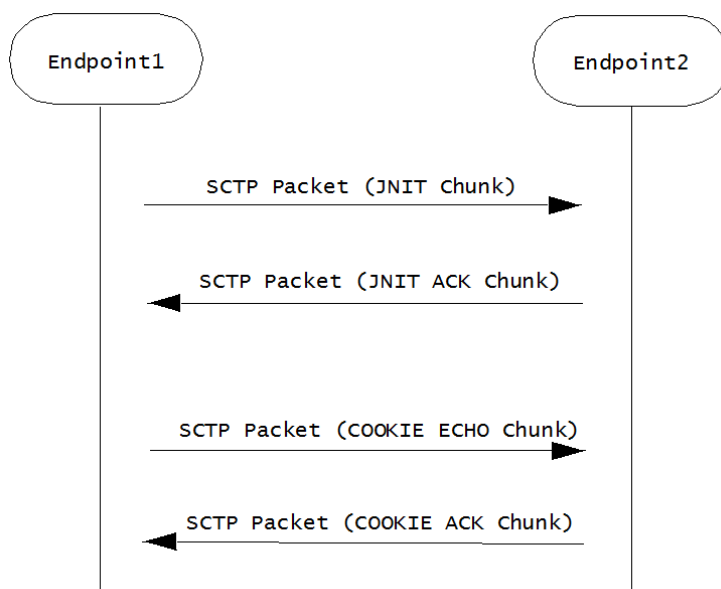 Endpoint1
Endpoint2
SCTP Packet (JNIT Chunk)
SCTP Packet (JNIT ACK Chunk)
SCTP Packet (COOKIE ECHO Chunk)
SCTP Packet (COOKIE ACK Chunk)